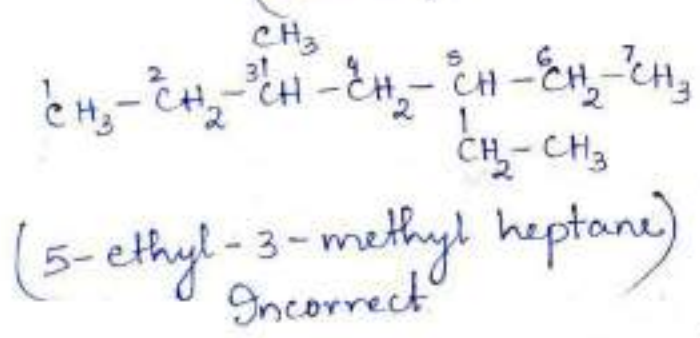 CH3
1CH3 - 2CH2 - 3CH - 4CH2 - 5CH - 6CH2 - 7CH3
CH2 - CH3
(5-ethyl-3-methyl heptane)
Incorrect